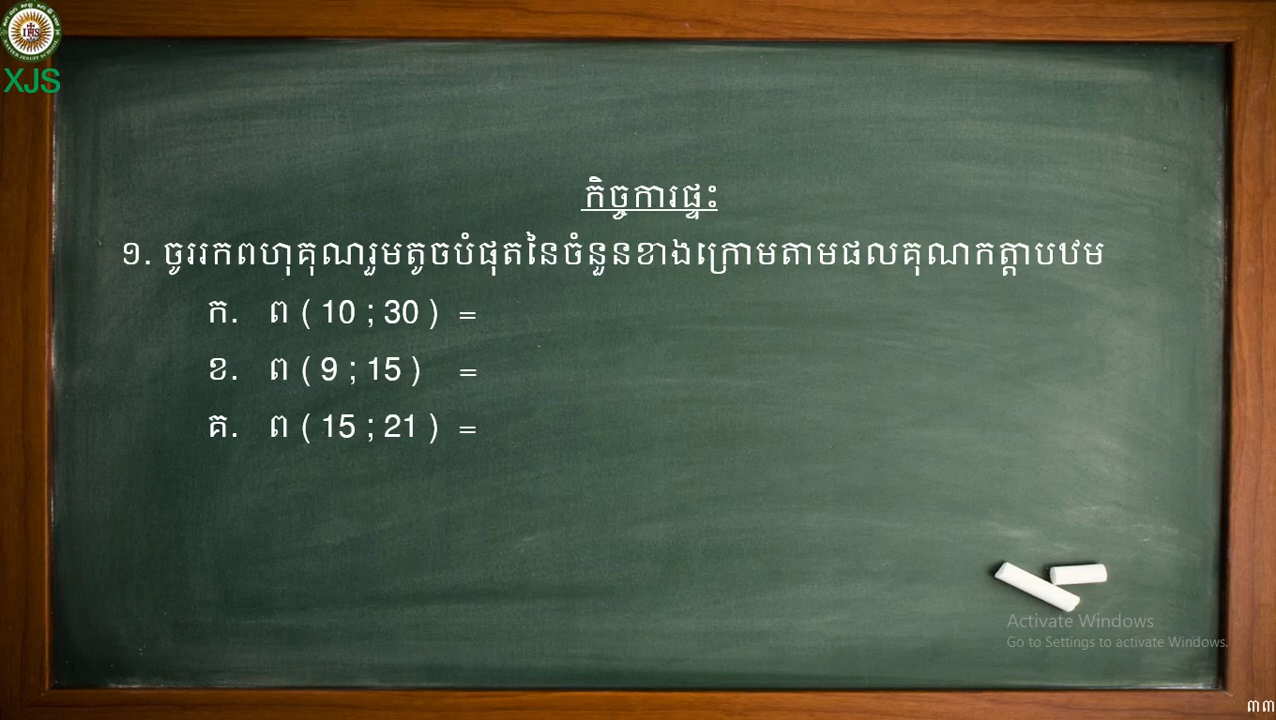 XJS
កិច្ចការផ្ទះ
១. ចូររកពហុគុណរួមតូចបំផុតនៃចំនួនខាងក្រោមតាមផលគុណកត្តាបឋម
ក. ព ( 10 ; 30 ) =
ខ. ព ( 9 ; 15 ) =
គ. ព ( 15 ; 21 ) =
Activate Windows
Go to Settings to activate Windows.
៣៣